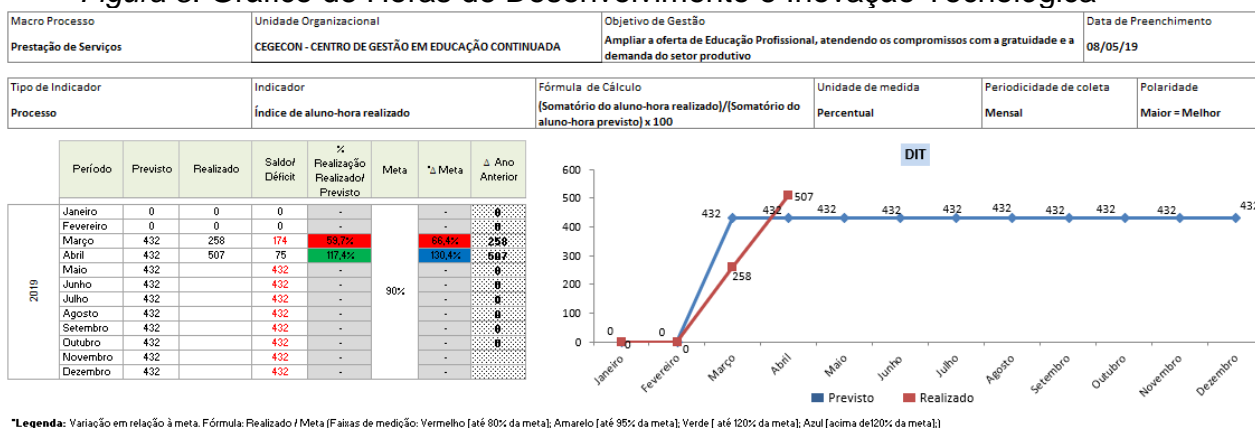 Figura 8. Gráfico de Horas de Desenvolvimento e Inovação Tecnológica
Macro Processo Unidade Organizacional Objetivo de Gestão Data de Preenchimento
Prestação de Serviços CEGECON - CENTRO DE GESTÃO EM EDUCAÇÃO CONTINUADA Ampliar a oferta de Educação Profissional, atendendo os compromissos com a gratuidade e a demanda do setor produtivo 08/05/19
Tipo de Indicador Indicador Fórmula de Cálculo Unidade de medida Periodicidade de coleta Polaridade
Processo Índice de aluno-hora realizado (Somatório do aluno-hora realizado)/(Somatório do aluno-hora previsto) x 100 Percentual Mensal Maior = Melhor
Período Previsto Realizado Saldo/ Déficit % Realização Realizado/ Previsto Meta *Δ Meta Δ Ano Anterior
2019
Janeiro 0 0 0 - - 0
Fevereiro 0 0 0 - - 0
Março 432 258 174 59,7% 66,4% 258
Abril 432 507 75 117,4% 130,4% 507
Maio 432 432 - - 0
Junho 432 432 - - 0
90%
Julho 432 432 - - 0
Agosto 432 432 - - 0
Setembro 432 432 - - 0
Outubro 432 432 - - 0
Novembro 432 432 - -
Dezembro 432 432 - -
DIT
600
500
400
300
200
100
0
0 0 432 432 432 432 432 432 432 432 432 432
0 0 258 507
Janeiro Fevereiro Março Abril Maio Junho Julho Agosto Setembro Outubro Novembro Dezembro
Previsto Realizado
*Legenda: Variação em relação à meta. Fórmula: Realizado / Meta (Faixas de medição: Vermelho [até 80% da meta]; Amarelo [até 95% da meta]; Verde [ até 120% da meta]; Azul [acima de120% da meta];)